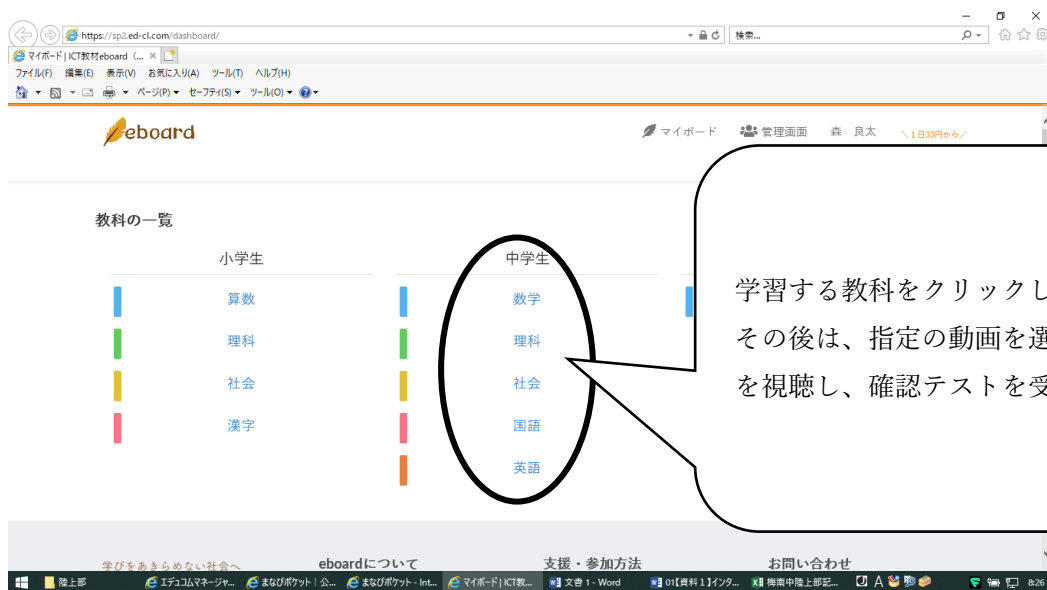 https://sp2.ed-cl.com/dashboard/
検索...
マイボード | ICT教材eboard （...
ファイル(F) 編集(E) 表示(V) お気に入り(A) ツール(T) ヘルプ(H)
ページ(P) セーフティ(S) ツール(O)
eboard
マイボード 管理画面 森 良太 ＼1日33円から／
教科の一覧
小学生 中学生
算数 数学
理科 理科
社会 社会
漢字 国語
英語
学習する教科をクリックし
その後は、指定の動画を選
を視聴し、確認テストを受
学びをあきらめない社会へ eboardについて 支援・参加方法 お問い合わせ
陸上部 エデュコムマネージャ... まなびポケット | 公... まなびポケット - Int... マイボード | ICT教... 文書 1 - Word 01【資料１】インタ... 梅南中陸上部記... A 8:26